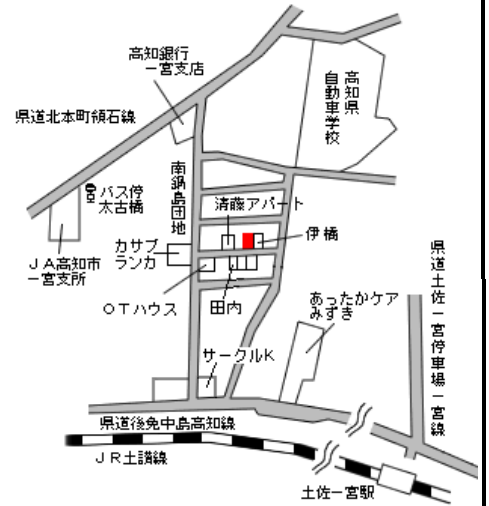 高知銀行
一宮支店
高知県
自動車学校
県道北本町領石線
南鍋島団地
バス停
太古橋
済藤アパート
伊橋
カサブ
ランカ
ＪＡ高知市
一宮支所
ＯＴハウス
田内
あったかケア
みずき
県道土佐一宮停車場一宮線
サークルK
県道後免中島高知線
ＪＲ土讃線
土佐一宮駅